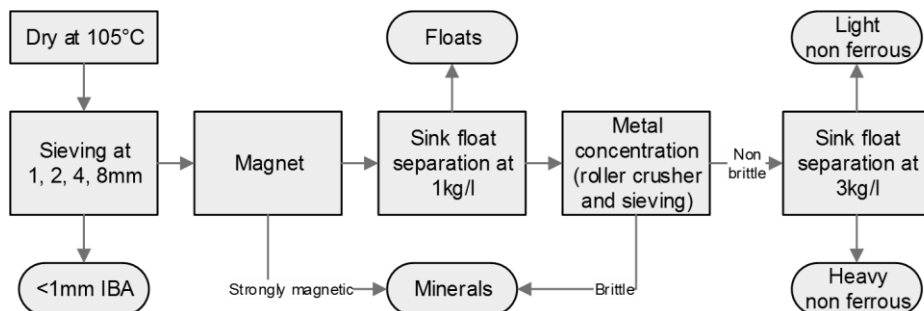 Dry at 105°C
Floats
Light
non ferrous
Sieving at
1, 2, 4, 8mm
Magnet
Sink float
separation at
1kg/l
Metal
concentration
(roller crusher
and sieving)
Non
brittle
Sink float
separation at
3kg/l
<1mm IBA
Strongly magnetic
Minerals
Brittle
Heavy
non ferrous